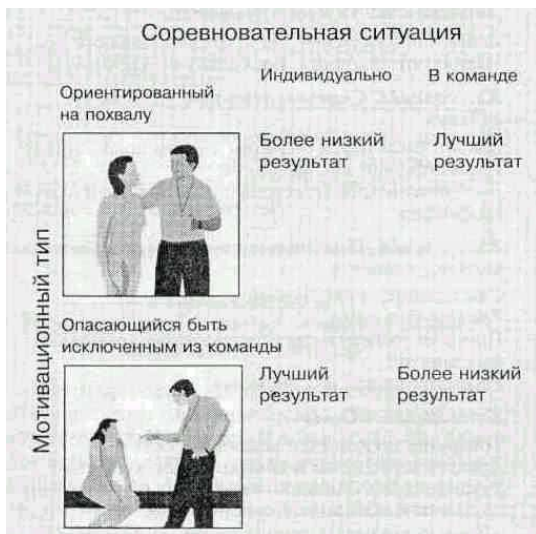 Соревновательная ситуация
Индивидуально В команде
Ориентированный
на похвалу
Более низкий Лучший
результат результат
Мотивационный тип
Опасающийся быть
исключенным из команды
Лучший Более низкий
результат результат